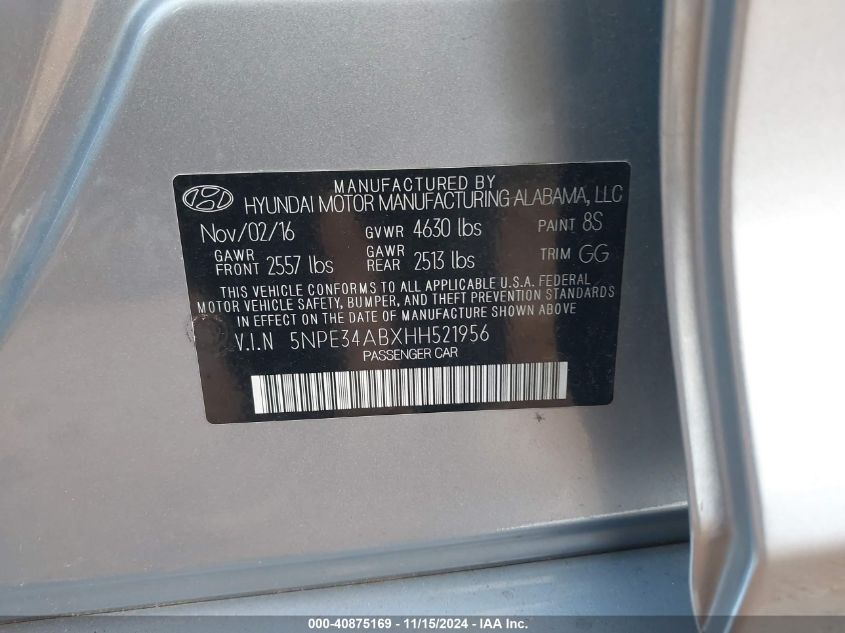 MANUFACTURED BY
HYUNDAI MOTOR MANUFACTURING ALABAMA, LLC
Nov/02/16 GVWR 4630 lbs PAINT 8S
GAWR FRONT 2557 lbs GAWR REAR 2513 lbs TRIM GG
THIS VEHICLE CONFORMS TO ALL APPLICABLE U.S.A. FEDERAL
MOTOR VEHICLE SAFETY, BUMPER, AND THEFT PREVENTION STANDARDS
IN EFFECT ON THE DATE OF MANUFACTURE SHOWN ABOVE
V.I.N 5NPE34ABXHH521956
PASSENGER CAR
000-40875169 - 11/15/2024 - IAA Inc.